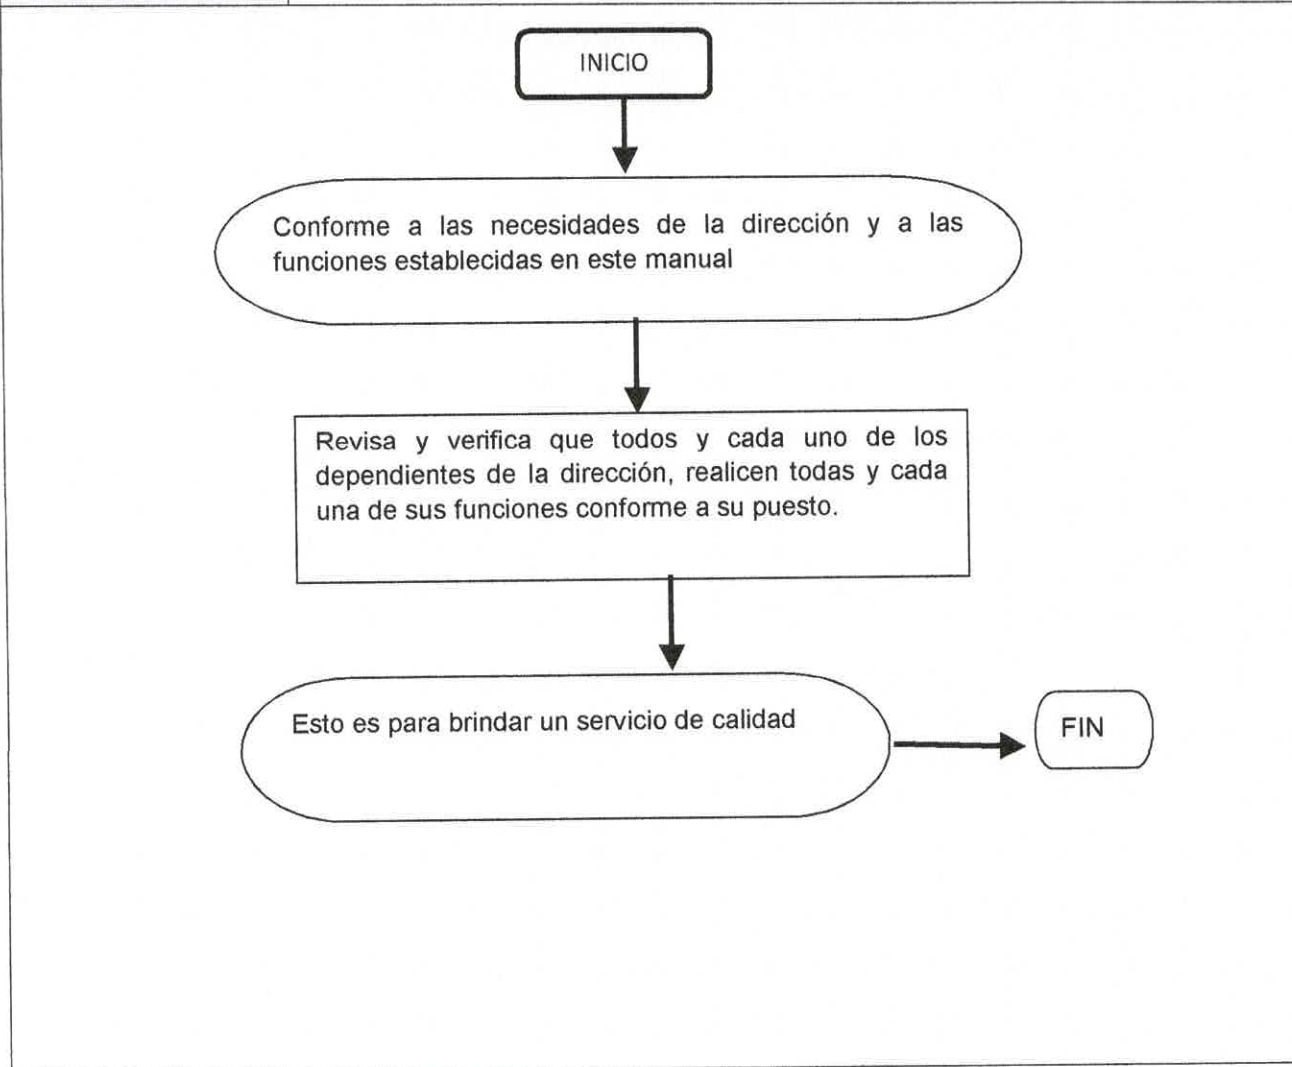 INICIO
Conforme a las necesidades de la dirección y a las
funciones establecidas en este manual
Revisa y verifica que todos y cada uno de los
dependientes de la dirección, realicen todas y cada
una de sus funciones conforme a su puesto.
Esto es para brindar un servicio de calidad
FIN